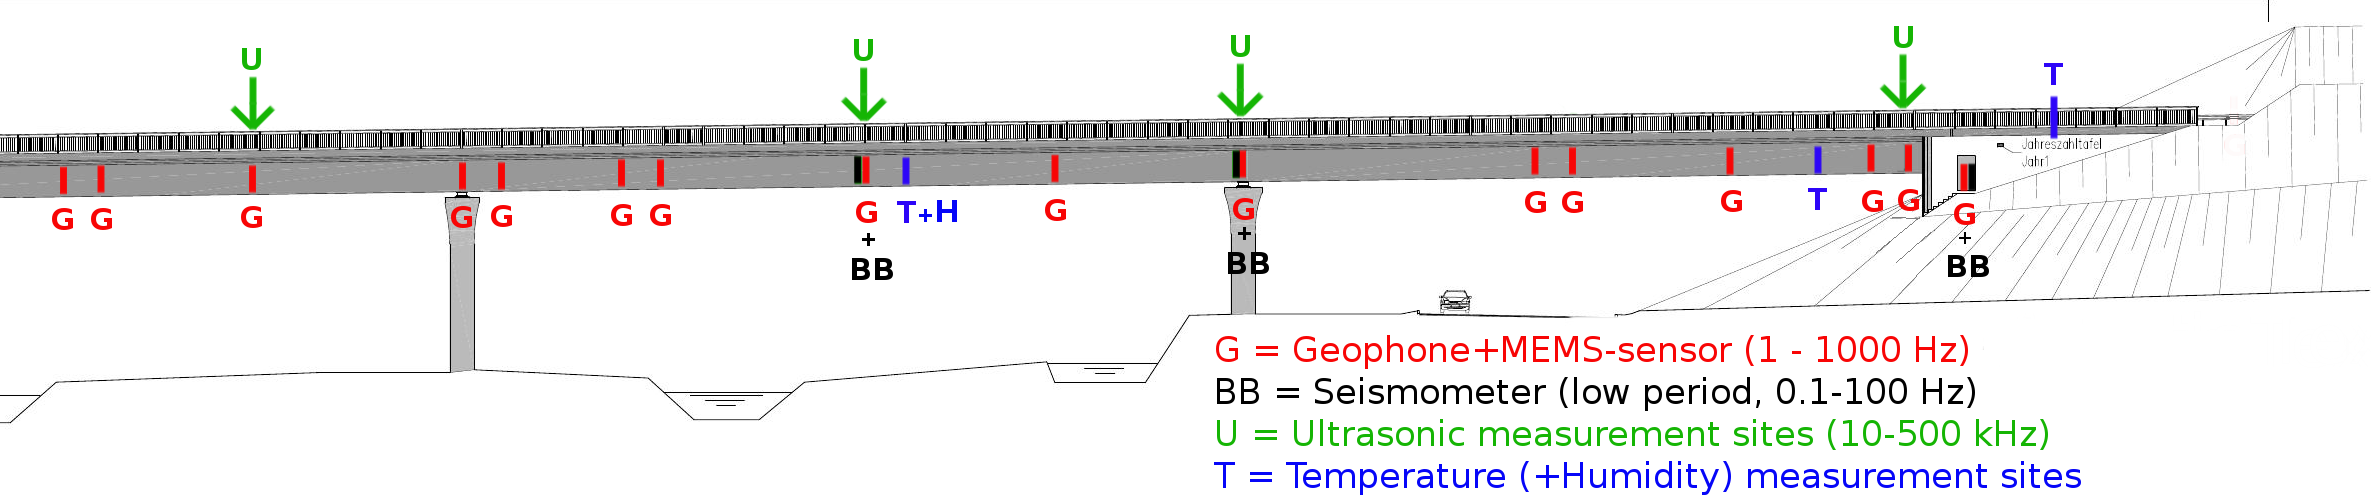 U U U U
T
Jahreszahltafel
Jahr1
G G G G G G G G T+H G G G G G T G G G
+ + +
BB BB BB
G = Geophone+MEMS-sensor (1 - 1000 Hz)
BB = Seismometer (low period, 0.1-100 Hz)
U = Ultrasonic measurement sites (10-500 kHz)
T = Temperature (+Humidity) measurement sites